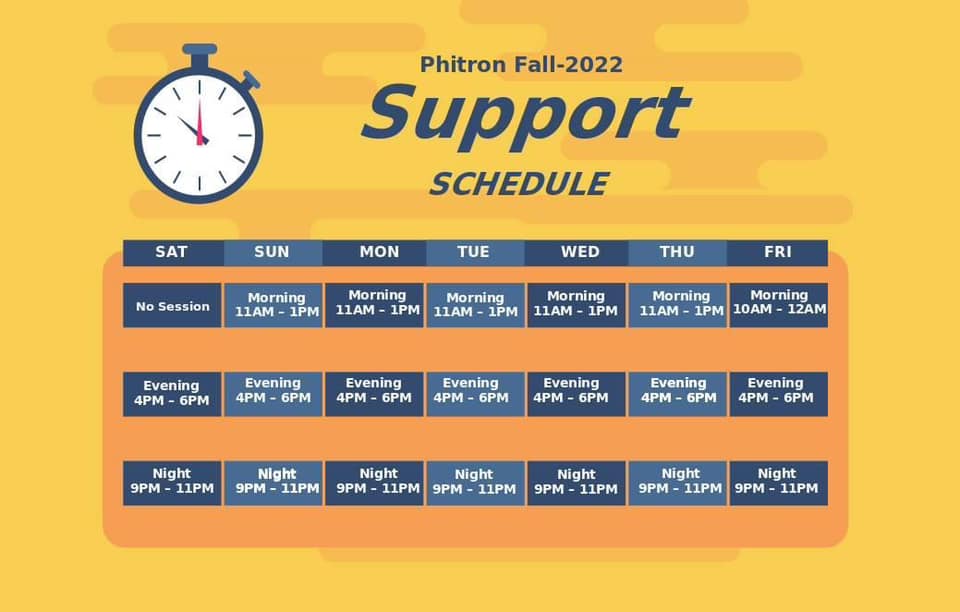 Phitron Fall-2022
Support
SCHEDULE
SAT SUN MON TUE WED THU FRI
No Session
Morning
11AM – 1PM
Morning
11AM – 1PM
Morning
11AM – 1PM
Morning
11AM – 1PM
Morning
11AM – 1PM
Morning
10AM – 12AM
Evening
4PM – 6PM
Evening
4PM – 6PM
Evening
4PM – 6PM
Evening
4PM – 6PM
Evening
4PM – 6PM
Evening
4PM – 6PM
Evening
4PM – 6PM
Night
9PM – 11PM
Night
9PM – 11PM
Night
9PM – 11PM
Night
9PM – 11PM
Night
9PM – 11PM
Night
9PM – 11PM
Night
9PM – 11PM